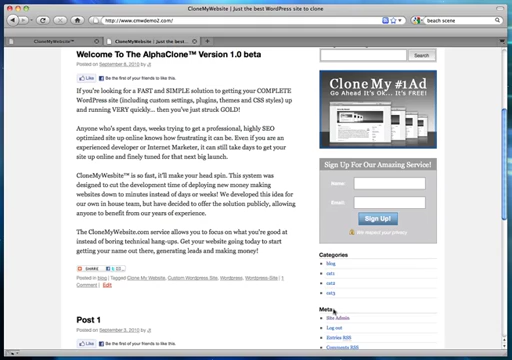 CloneMyWebsite | Just the best WordPress site to clone
http://www.cmwdemo2.com/
beach scene
CloneMyWebsite™
CloneMyWebsite | Just the best...
Welcome To The AlphaClone™ Version 1.0 beta
Posted on September 8, 2010 by JI
Like
Be the first of your friends to like this.
If you're looking for a FAST and SIMPLE solution to getting your COMPLETE
WordPress site (including custom settings, plugins, themes and CSS styles) up
and running VERY quickly... then you've just struck GOLD!
Anyone who's spent days, weeks trying to get a professional, highly SEO
optimized site up online knows how frustrating it can be. Even if you are an
experienced developer or Internet Marketer, it can still take days to get your
site up online and finely tuned for that next big launch.
CloneMyWesbite™ is so fast, it'll make your head spin. This system was
designed to cut the development time of deploying new money making
websites down to minutes instead of days or weeks! We developed this idea for
our own in house team, but have decided to offer the solution publicly, allowing
anyone to benefit from our years of experience.
The CloneMyWebsite.com service allows you to focus on what you're good at
instead of boring technical hang-ups. Get your website going today to start
getting your name out there, generating leads and making money!
SHARE
Posted in blog | Tagged Clone My Website, Custom Wordpress Site, Wordpress, Wordpress-Site | 1
Comment | Edit
Post 1
Posted on September 5, 2010 by JI
Like
Be the first of your friends to like this.
Search
Clone My #1Ad
Go Ahead It's Ok... It's FREE!
Sign Up For Our Amazing Service!
Name:
Email:
Sign Up!
We respect your privacy.
Categories
blog
cat1
cat2
cat3
Meta
Site Admin
Log out
Entries RSS
Comments RSS